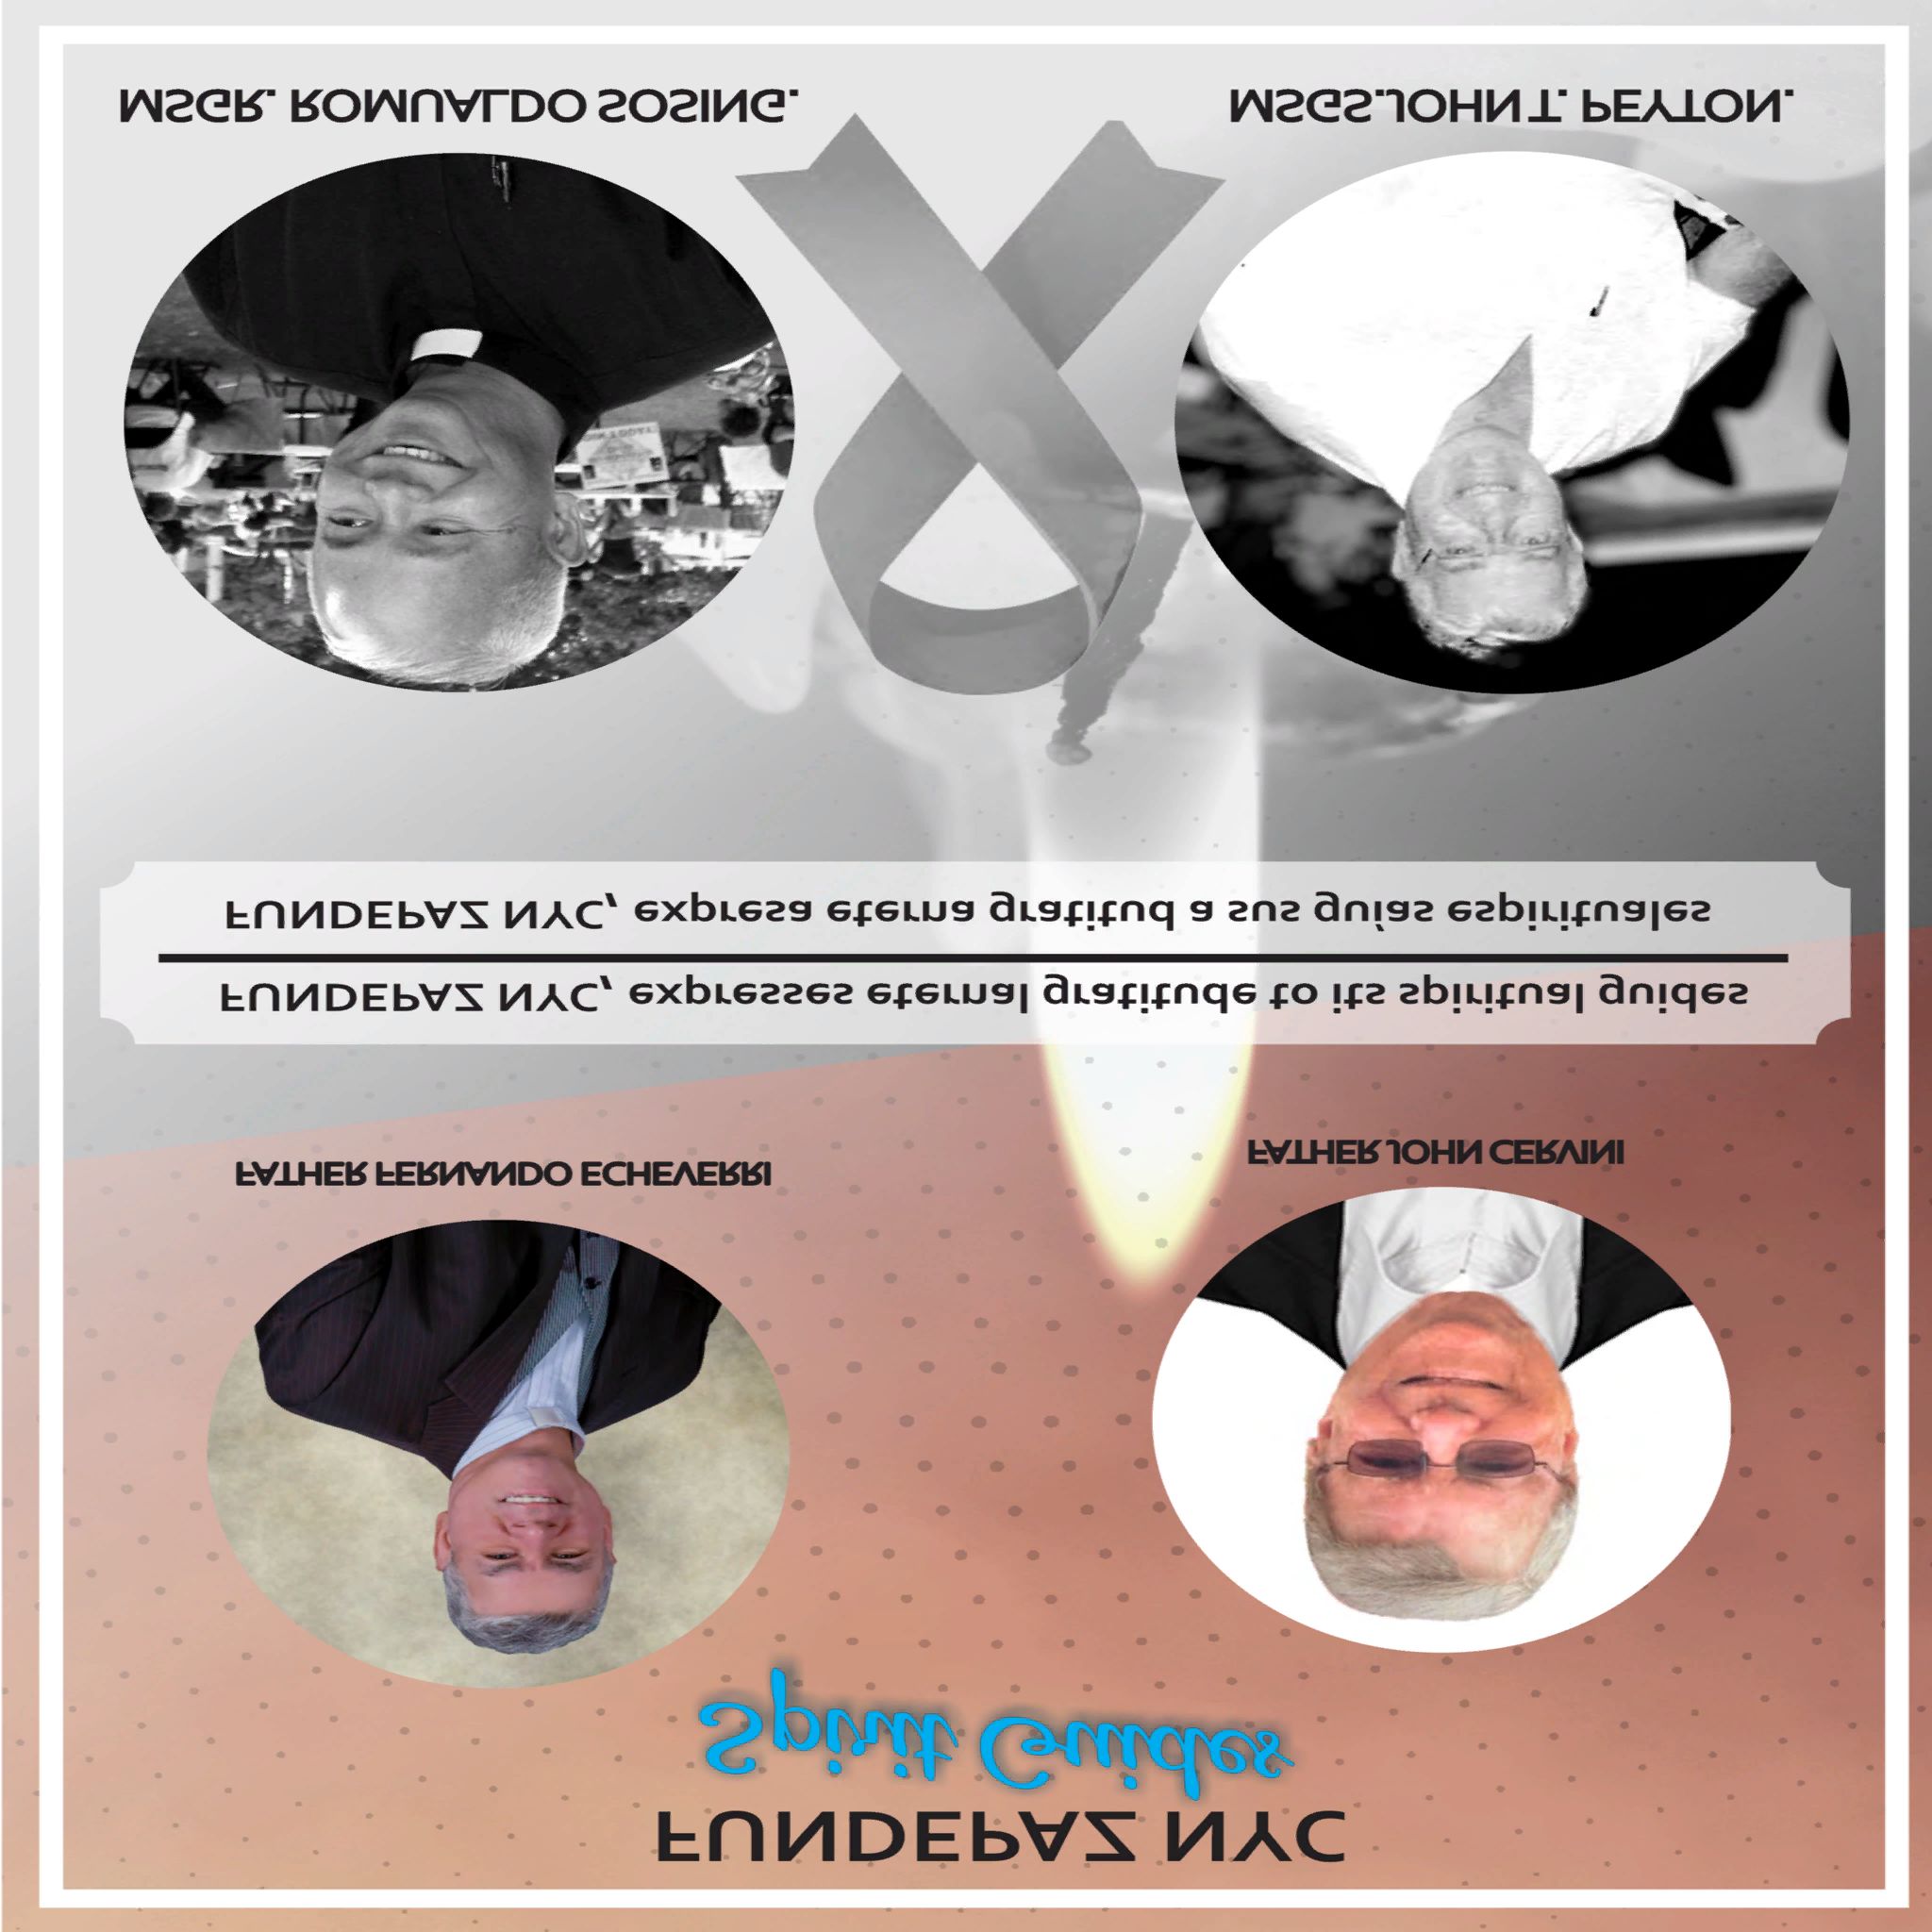 FUNDEPAZ NYC
Spirit Guides
FATHER FERNANDO ECHEVERRI
FATHER JOHN CERVINI
FUNDEPAZ NYC, expresses eternal gratitude to its spiritual guides
FUNDEPAZ NYC, expresa eterna gratitud a sus guías espirituales
MSGR. ROMUALDO SOSING.
MSGS.JOHN T. PEYTON.